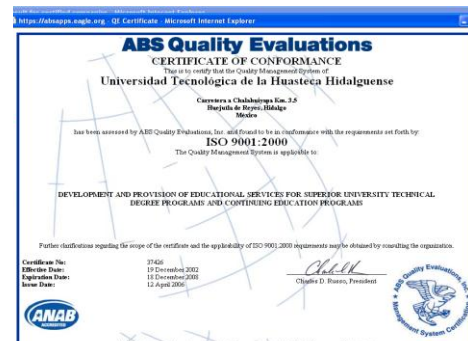 https://abnapps.eagle.org - QE Certificate - Microsoft Internet Explorer
ABS Quality Evaluations
CERTIFICATE OF CONFORMANCE
This is to certify that the Quality Management System of:
Universidad Tecnológica de la Huasteca Hidalguense
Carretera a Chalahuiyapa Km. 3.5
Huejutla de Reyes, Hidalgo
México
has been assessed by ABS Quality Evaluations, Inc. and found to be in conformance with the requirements set forth by:
ISO 9001:2000
The Quality Management System is applicable to:
DEVELOPMENT AND PROVISION OF EDUCATIONAL SERVICES FOR SUPERIOR UNIVERSITY TECHNICAL
DEGREE PROGRAMS AND CONTINUING EDUCATION PROGRAMS
Further clarifications regarding the scope of the certificate and the applicability of ISO 9001:2000 requirements may be obtained by consulting the organization.
Certificate No: 37426
Effective Date: 19 December 2002
Expiration Date: 18 December 2008
Issue Date: 12 April 2006
Charles D. Russo, President
ANAB
ACCREDITED
ABS Quality Evaluations
Management System Certification